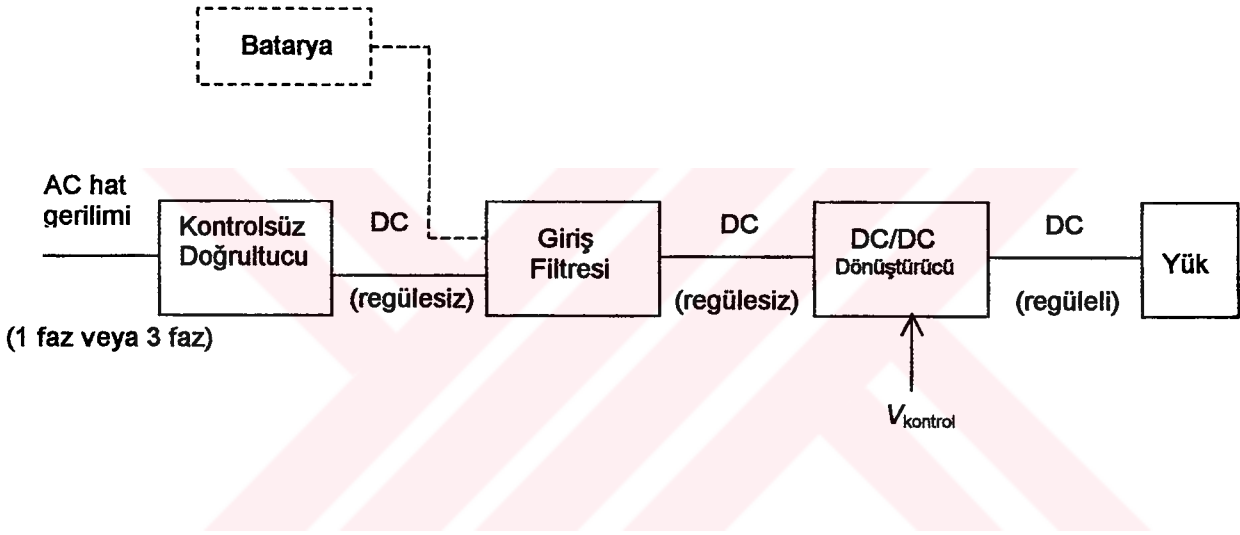 Batarya
AC hat
gerilimi
(1 faz veya 3 faz)
Kontrolsüz
Doğrultucu
DC
(regülesiz)
Giriş
Filtresi
DC
(regülesiz)
DC/DC
Dönüştürücü
Vkontrol
DC
(regüleli)
Yük